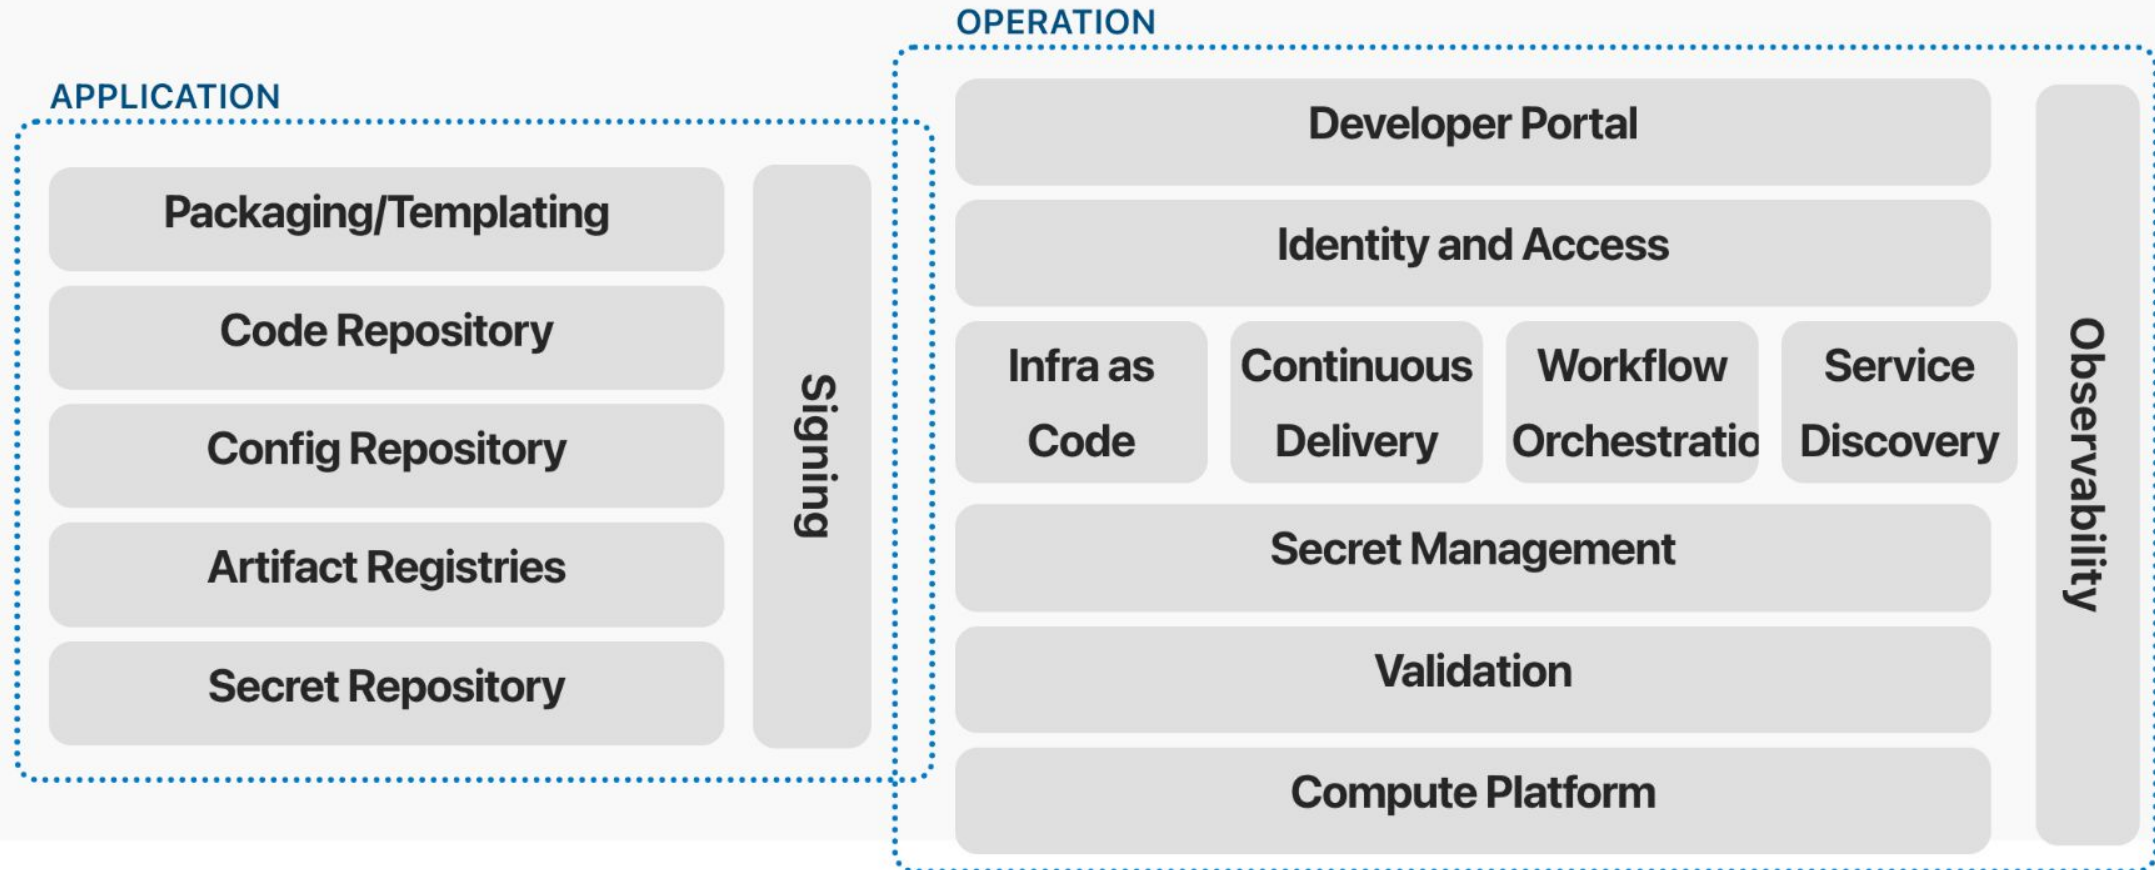 OPERATION
APPLICATION
Packaging/Templating
Code Repository
Config Repository
Artifact Registries
Secret Repository
Signing
Developer Portal
Identity and Access
Infra as
Code
Continuous
Delivery
Workflow
Orchestratio
Service
Discovery
Secret Management
Validation
Compute Platform
Observability